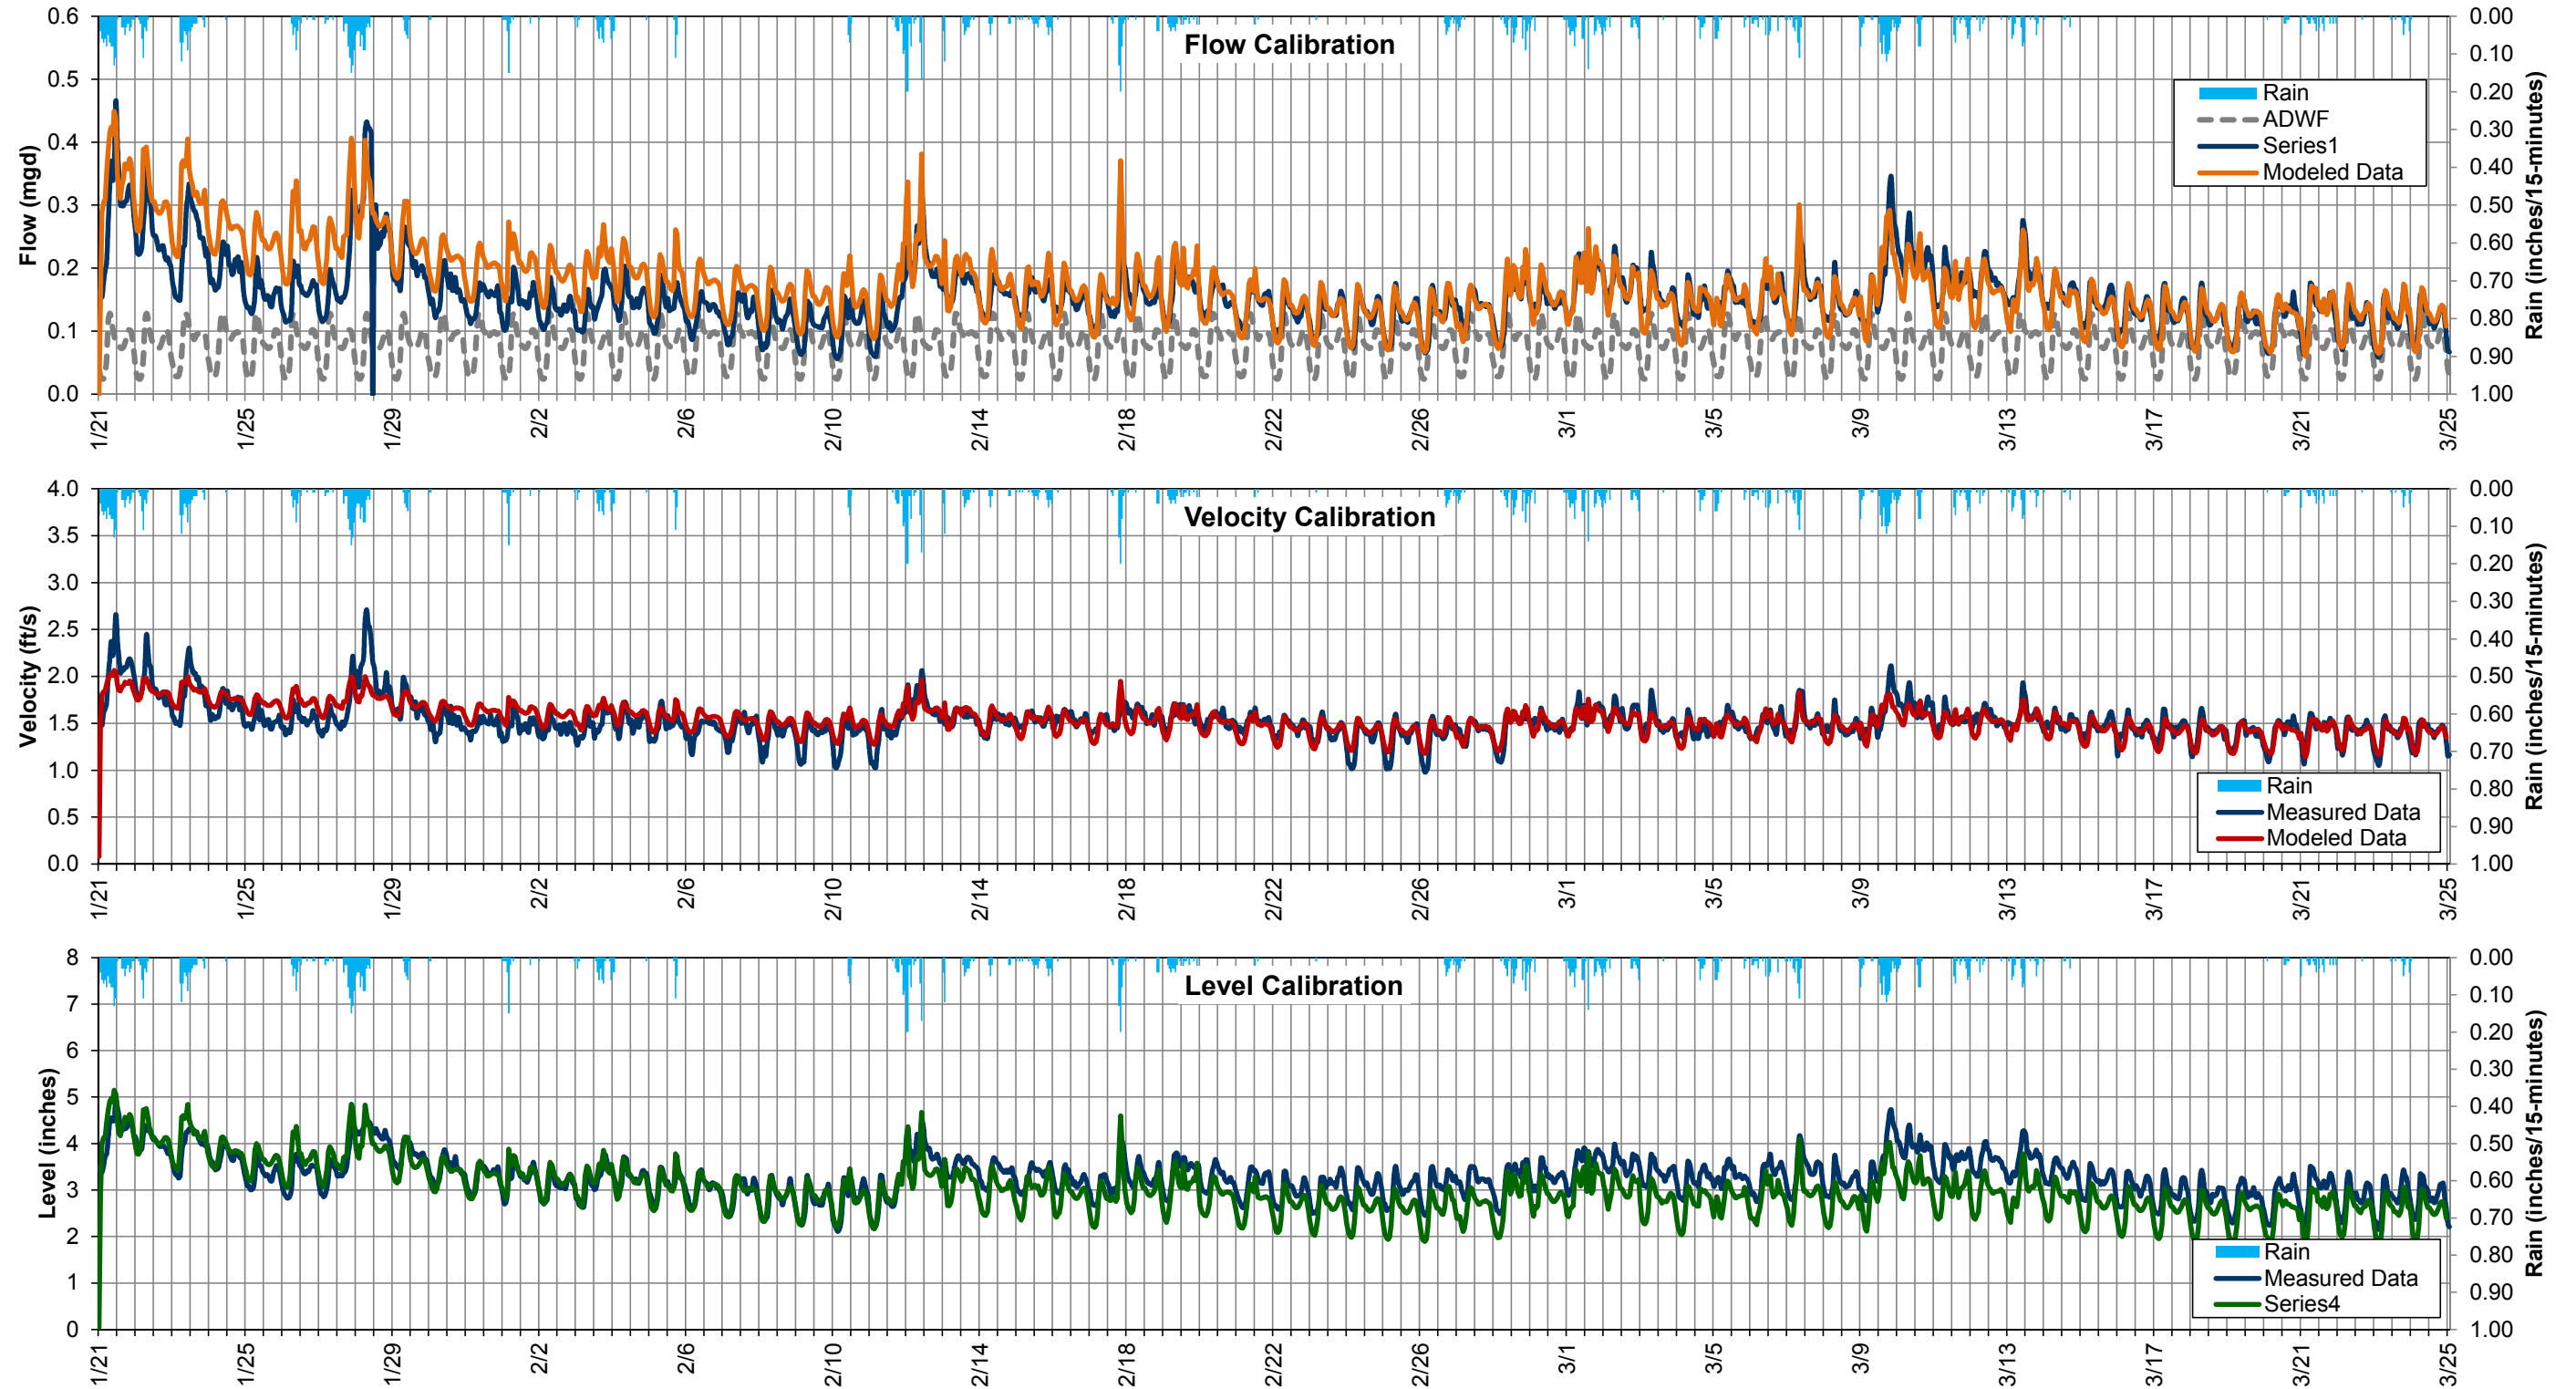 Flow Calibration
Flow (mgd)
0.6
0.5
0.4
0.3
0.2
0.1
0.0
0.00
0.10
0.20
0.30
0.40
0.50
0.60
0.70
0.80
0.90
1.00
Rain (inches/15-minutes)
Rain
ADWF
Series1
Modeled Data
1/21 1/25 1/29 2/2 2/6 2/10 2/14 2/18 2/22 2/26 3/1 3/5 3/9 3/13 3/17 3/21 3/25
Velocity Calibration
Velocity (ft/s)
4.0
3.5
3.0
2.5
2.0
1.5
1.0
0.5
0.0
0.00
0.10
0.20
0.30
0.40
0.50
0.60
0.70
0.80
0.90
1.00
Rain (inches/15-minutes)
Rain
Measured Data
Modeled Data
1/21 1/25 1/29 2/2 2/6 2/10 2/14 2/18 2/22 2/26 3/1 3/5 3/9 3/13 3/17 3/21 3/25
Level Calibration
Level (inches)
8
7
6
5
4
3
2
1
0
0.00
0.10
0.20
0.30
0.40
0.50
0.60
0.70
0.80
0.90
1.00
Rain (inches/15-minutes)
Rain
Measured Data
Series4
1/21 1/25 1/29 2/2 2/6 2/10 2/14 2/18 2/22 2/26 3/1 3/5 3/9 3/13 3/17 3/21 3/25